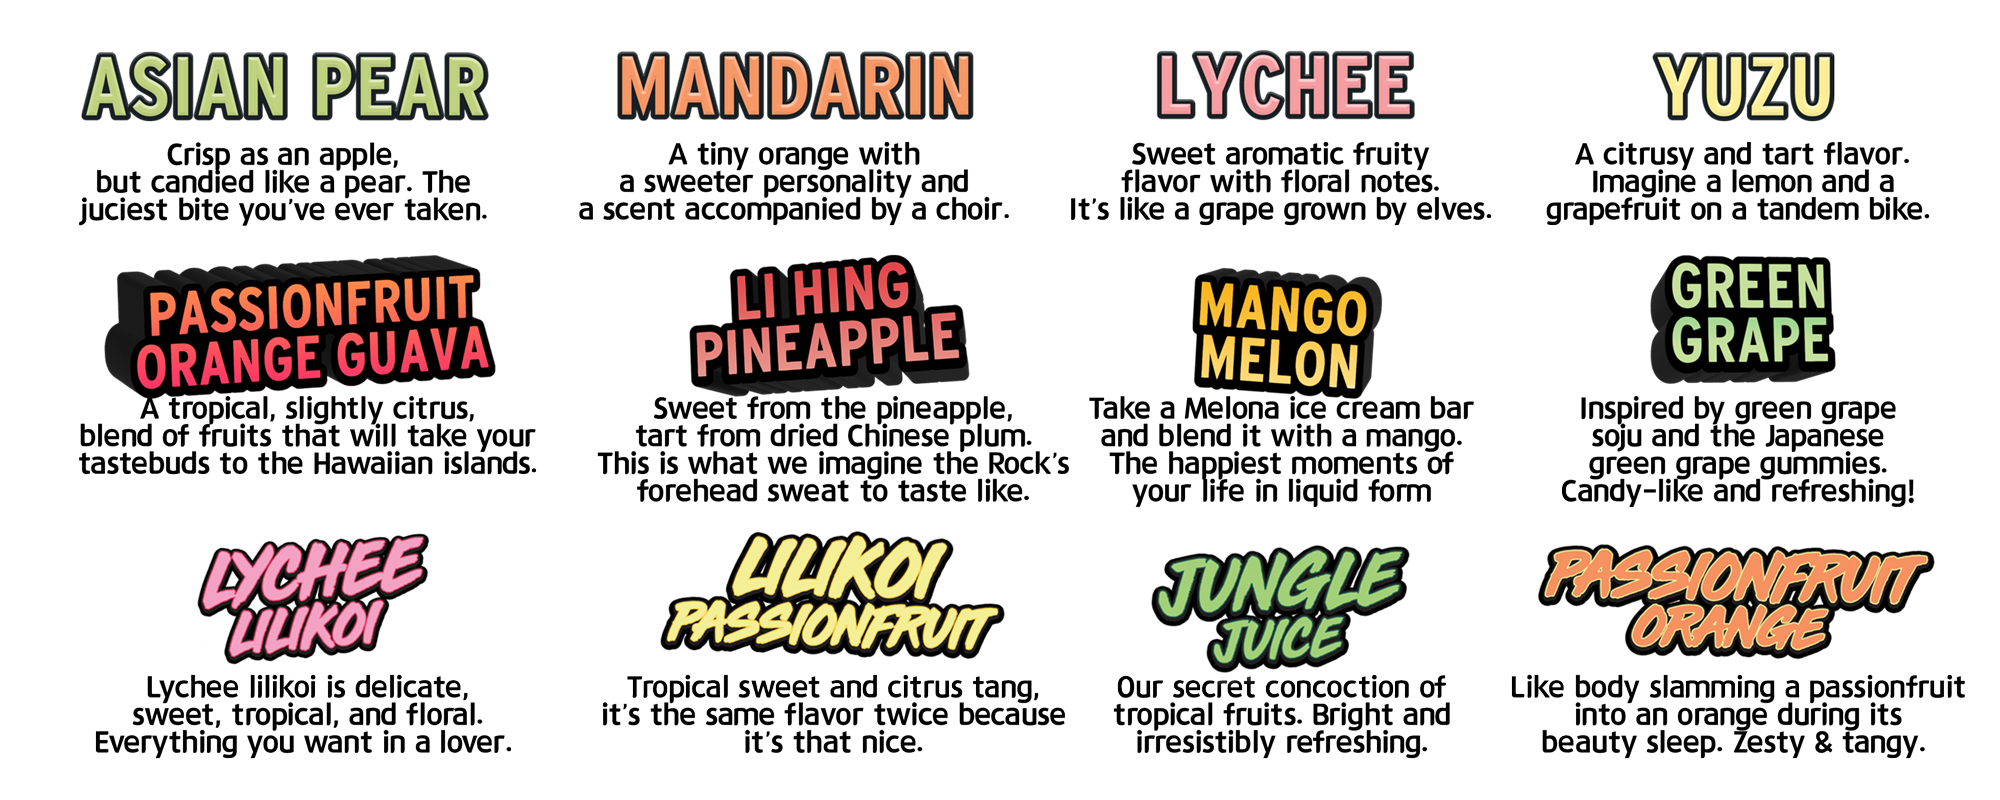 ASIAN PEAR
Crisp as an apple,
but candied like a pear. The
juciest bite you've ever taken.
MANDARIN
A tiny orange with
a sweeter personality and
a scent accompanied by a choir.
LYCHEE
Sweet aromatic fruity
flavor with floral notes.
It's like a grape grown by elves.
YUZU
A citrusy and tart flavor.
Imagine a lemon and a
grapefruit on a tandem bike.
PASSIONFRUIT
ORANGE GUAVA
A tropical, slightly citrus,
blend of fruits that will take your
tastebuds to the Hawaiian islands.
LI HING
PINEAPPLE
Sweet from the pineapple,
tart from dried Chinese plum.
This is what we imagine the Rock's
forehead sweat to taste like.
MANGO
MELON
Take a Melona ice cream bar
and blend it with a mango.
The happiest moments of
your life in liquid form
GREEN
GRAPE
Inspired by green grape
soju and the Japanese
green grape gummies.
Candy-like and refreshing!
LYCHEE
LILIKOI
Lychee lilikoi is delicate,
sweet, tropical, and floral.
Everything you want in a lover.
LILIKOI
PASSIONFRUIT
Tropical sweet and citrus tang,
it's the same flavor twice because
it's that nice.
JUNGLE
JUICE
Our secret concoction of
tropical fruits. Bright and
irresistibly refreshing.
PASSIONFRUIT
ORANGE
Like body slamming a passionfruit
into an orange during its
beauty sleep. Zesty & tangy.